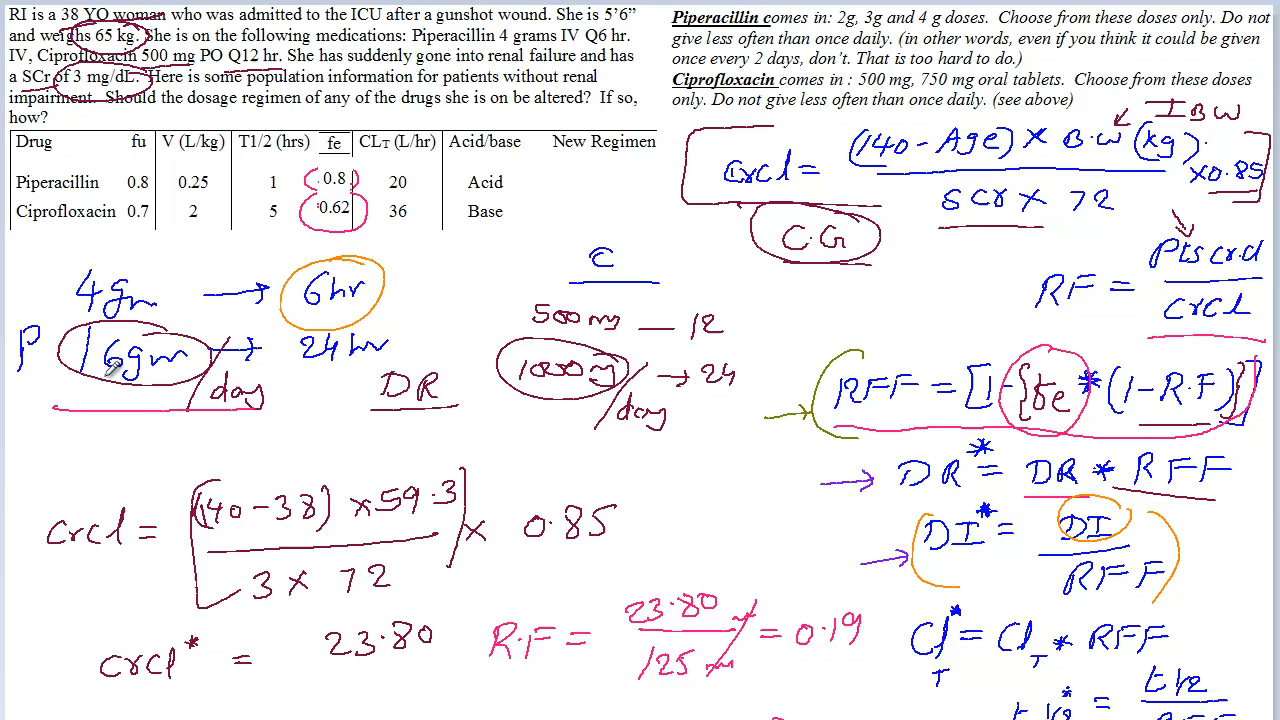 RI is a 38 YO woman who was admitted to the ICU after a gunshot wound. She is 5’6”
and weighs 65 kg. She is on the following medications: Piperacillin 4 grams IV Q6 hr.
IV, Ciprofloxacin 500 mg PO Q12 hr. She has suddenly gone into renal failure and has
a SCr of 3 mg/dL. Here is some population information for patients without renal
impairment. Should the dosage regimen of any of the drugs she is on be altered? If so,
how?
Piperacillin comes in: 2g, 3g and 4 g doses. Choose from these doses only. Do not
give less often than once daily. (in other words, even if you think it could be given
once every 2 days, don’t. That is too hard to do.)
Ciprofloxacin comes in : 500 mg, 750 mg oral tablets. Choose from these doses
only. Do not give less often than once daily. (see above)
Drug fu V (L/kg) T1/2 (hrs) fe CLT (L/hr) Acid/base New Regimen
Piperacillin 0.8 0.25 1 0.8 20 Acid
Ciprofloxacin 0.7 2 5 0.62 36 Base
IBW
Crcl = (140 - Age) × B.W (kg) ×0.85
SCr × 72
C.G
RF = Pts Cr.cl
CrCL
4gm → 6hr
P 16gm → 24hr
/day
DR
C
500mg — 12
1000mg → 24
/day
RFF = [1-{fe * (1-R.F)}]
DR* = DR * RFF
DI* = DI
RFF
crcl = (140-38) ×59.3 × 0.85
3 × 72
crcl* = 23.80
R.F = 23.80 = 0.19
125
Cl*T = ClT * RFF
t1/2* = t1/2
RFF